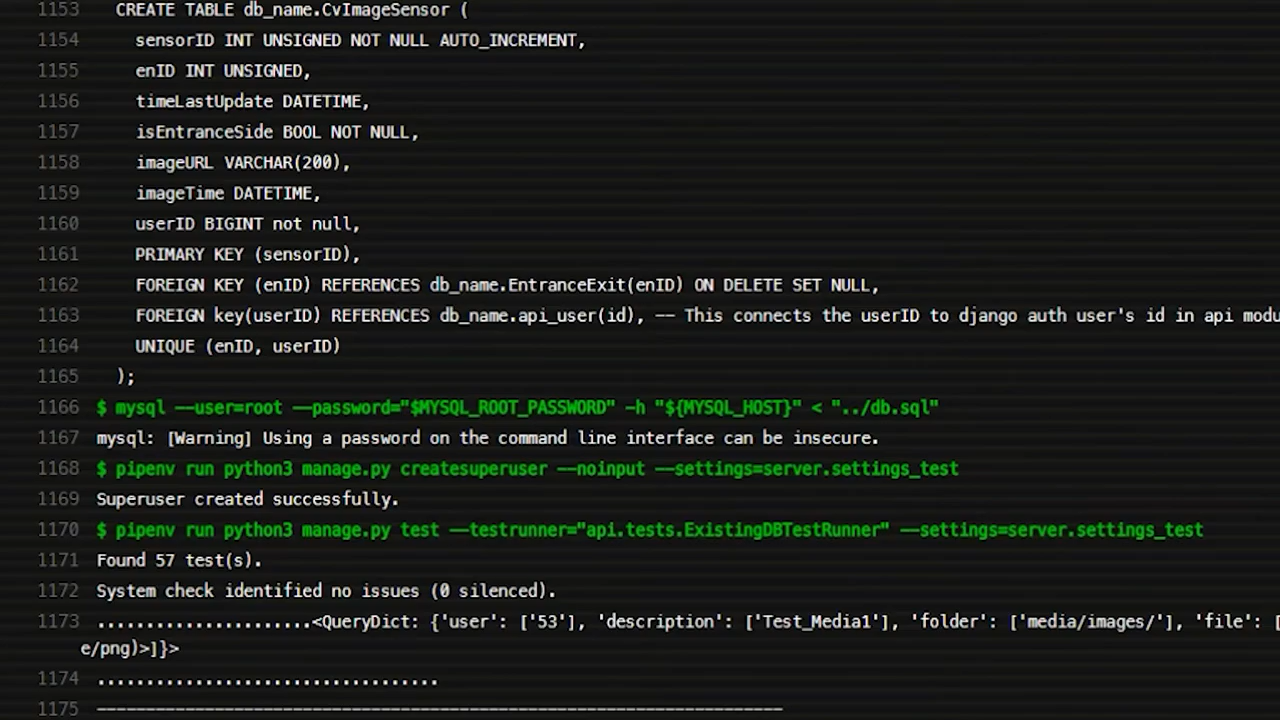 1153 CREATE TABLE db_name.CvImageSensor (
1154 sensorID INT UNSIGNED NOT NULL AUTO_INCREMENT,
1155 enID INT UNSIGNED,
1156 timeLastUpdate DATETIME,
1157 isEntranceSide BOOL NOT NULL,
1158 imageURL VARCHAR(200),
1159 imageTime DATETIME,
1160 userID BIGINT not null,
1161 PRIMARY KEY (sensorID),
1162 FOREIGN KEY (enID) REFERENCES db_name.EntranceExit(enID) ON DELETE SET NULL,
1163 FOREIGN key(userID) REFERENCES db_name.api_user(id), -- This connects the userID to django auth user's id in api modu
1164 UNIQUE (enID, userID)
1165 );
1166 $ mysql --user=root --password="$MYSQL_ROOT_PASSWORD" -h "${MYSQL_HOST}" < "../db.sql"
1167 mysql: [Warning] Using a password on the command line interface can be insecure.
1168 $ pipenv run python3 manage.py createsuperuser --noinput --settings=server.settings_test
1169 Superuser created successfully.
1170 $ pipenv run python3 manage.py test --testrunner="api.tests.ExistingDBTestRunner" --settings=server.settings_test
1171 Found 57 test(s).
1172 System check identified no issues (0 silenced).
1173 ......................<QueryDict: {'user': ['53'], 'description': ['Test_Media1'], 'folder': ['media/images/'], 'file': [
e/png)>]}>
1174 ...................................
1175 ----------------------------------------------------------------------